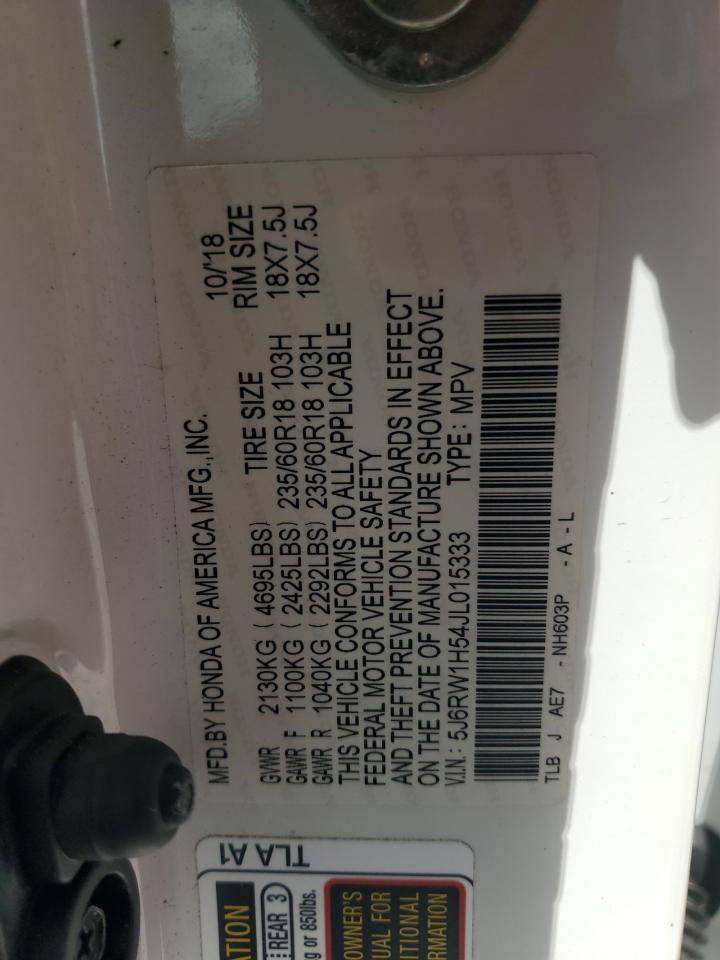 MFD.BY HONDA OF AMERICA MFG.,INC. 10/'18
TIRE SIZE RIM SIZE
GVWR 2130KG ( 4695LBS)
GAWR F 1100KG ( 2425LBS) 235/60R18 103H 18X7.5J
GAWR R 1040KG ( 2292LBS) 235/60R18 103H 18X7.5J
THIS VEHICLE CONFORMS TO ALL APPLICABLE
FEDERAL MOTOR VEHICLE SAFETY
AND THEFT PREVENTION STANDARDS IN EFFECT
ON THE DATE OF MANUFACTURE SHOWN ABOVE.
V.I.N.: 5J6RW1H54JL015333 TYPE: MPV
TLB J AE7 -NH603P -A-L
TLA A1
REAR 3
or 850lbs.
OWNER'S
FOR